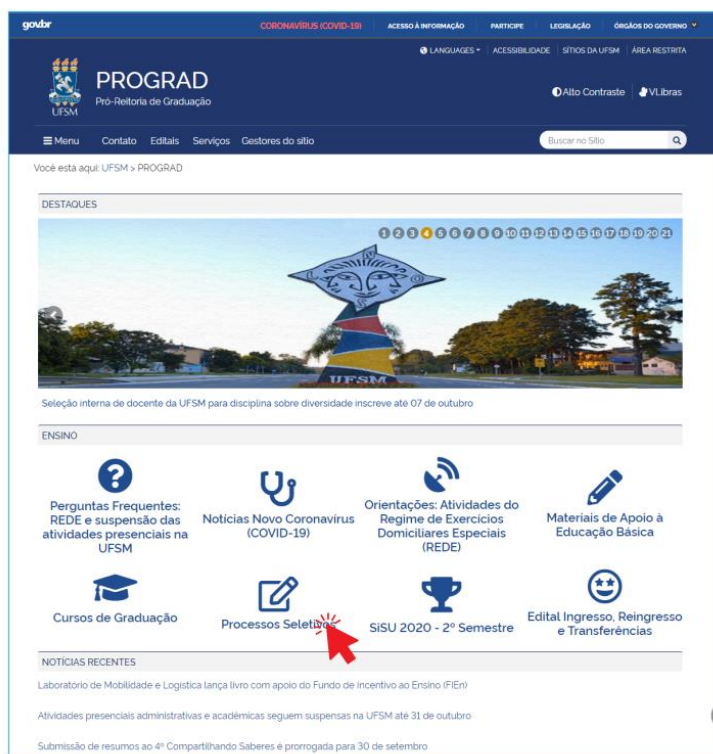 govbr
CORONAVÍRUS (COVID-19)
ACESSO À INFORMAÇÃO
PARTICIPE
LEGISLAÇÃO
ÓRGÃOS DO GOVERNO
LANGUAGES
ACESSIBILIDADE
SÍTIOS DA UFSM
ÁREA RESTRITA
UFSM
PROGRAD
Pró-Reitoria de Graduação
Alto Contraste
VLibras
Menu
Contato
Editais
Serviços
Gestores do sítio
Buscar no Sítio
Você está aqui: UFSM > PROGRAD
DESTAQUES
1 2 3 4 5 6 7 8 9 10 11 12 13 14 15 16 17 18 19 20 21
UFSM
Seleção interna de docente da UFSM para disciplina sobre diversidade inscreve até 07 de outubro
ENSINO
Perguntas Frequentes:
REDE e suspensão das
atividades presenciais na
UFSM
Notícias Novo Coronavírus
(COVID-19)
Orientações: Atividades do
Regime de Exercícios
Domiciliares Especiais
(REDE)
Materiais de Apoio à
Educação Básica
Cursos de Graduação
Processos Seletivos
SiSU 2020 - 2º Semestre
Edital Ingresso, Reingresso
e Transferências
NOTÍCIAS RECENTES
Laboratório de Mobilidade e Logística lança livro com apoio do Fundo de Incentivo ao Ensino (FIEn)
Atividades presenciais administrativas e acadêmicas seguem suspensas na UFSM até 31 de outubro
Submissão de resumos ao 4º Compartilhando Saberes é prorrogada para 30 de setembro